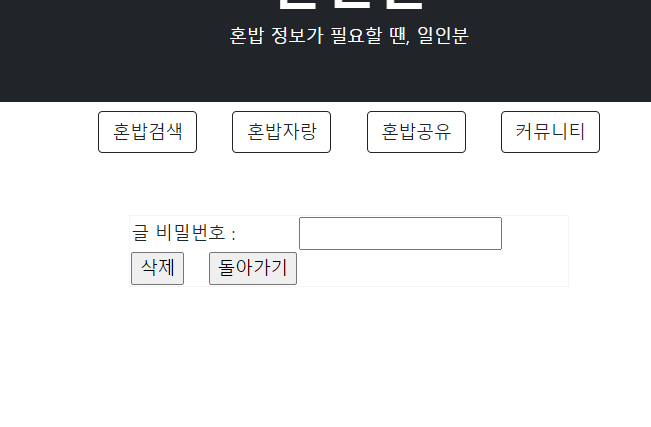 혼밥 정보가 필요할 땐, 일인분
혼밥검색 혼밥자랑 혼밥공유 커뮤니티
글 비밀번호 :
삭제 돌아가기